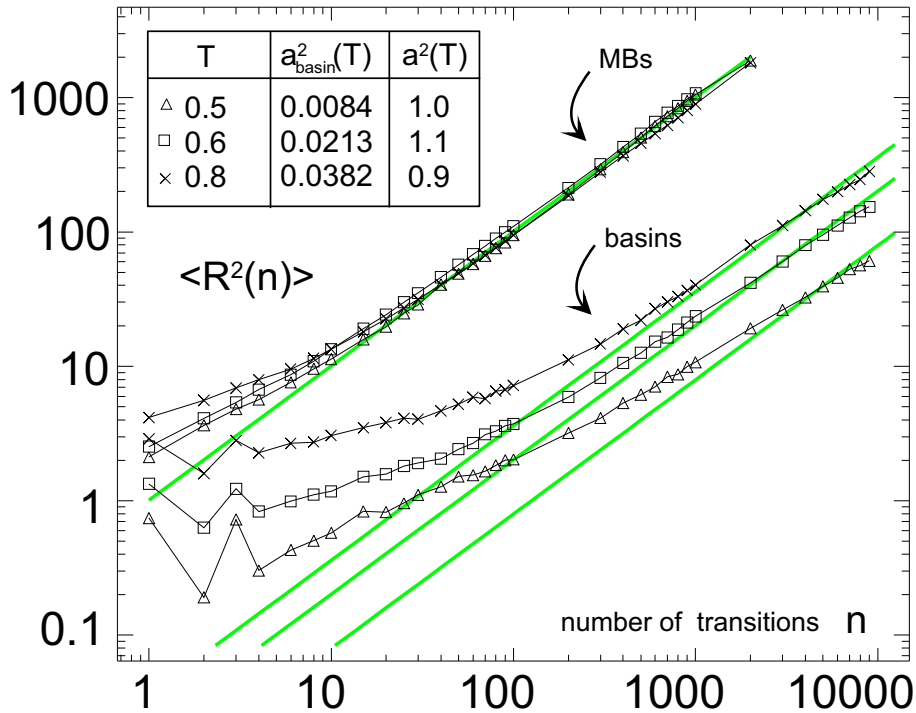 T a²basin(T) a²(T)
△ 0.5 0.0084 1.0
□ 0.6 0.0213 1.1
× 0.8 0.0382 0.9
MBs
basins
<R²(n)>
number of transitions n
1000
100
10
1
0.1
1 10 100 1000 10000